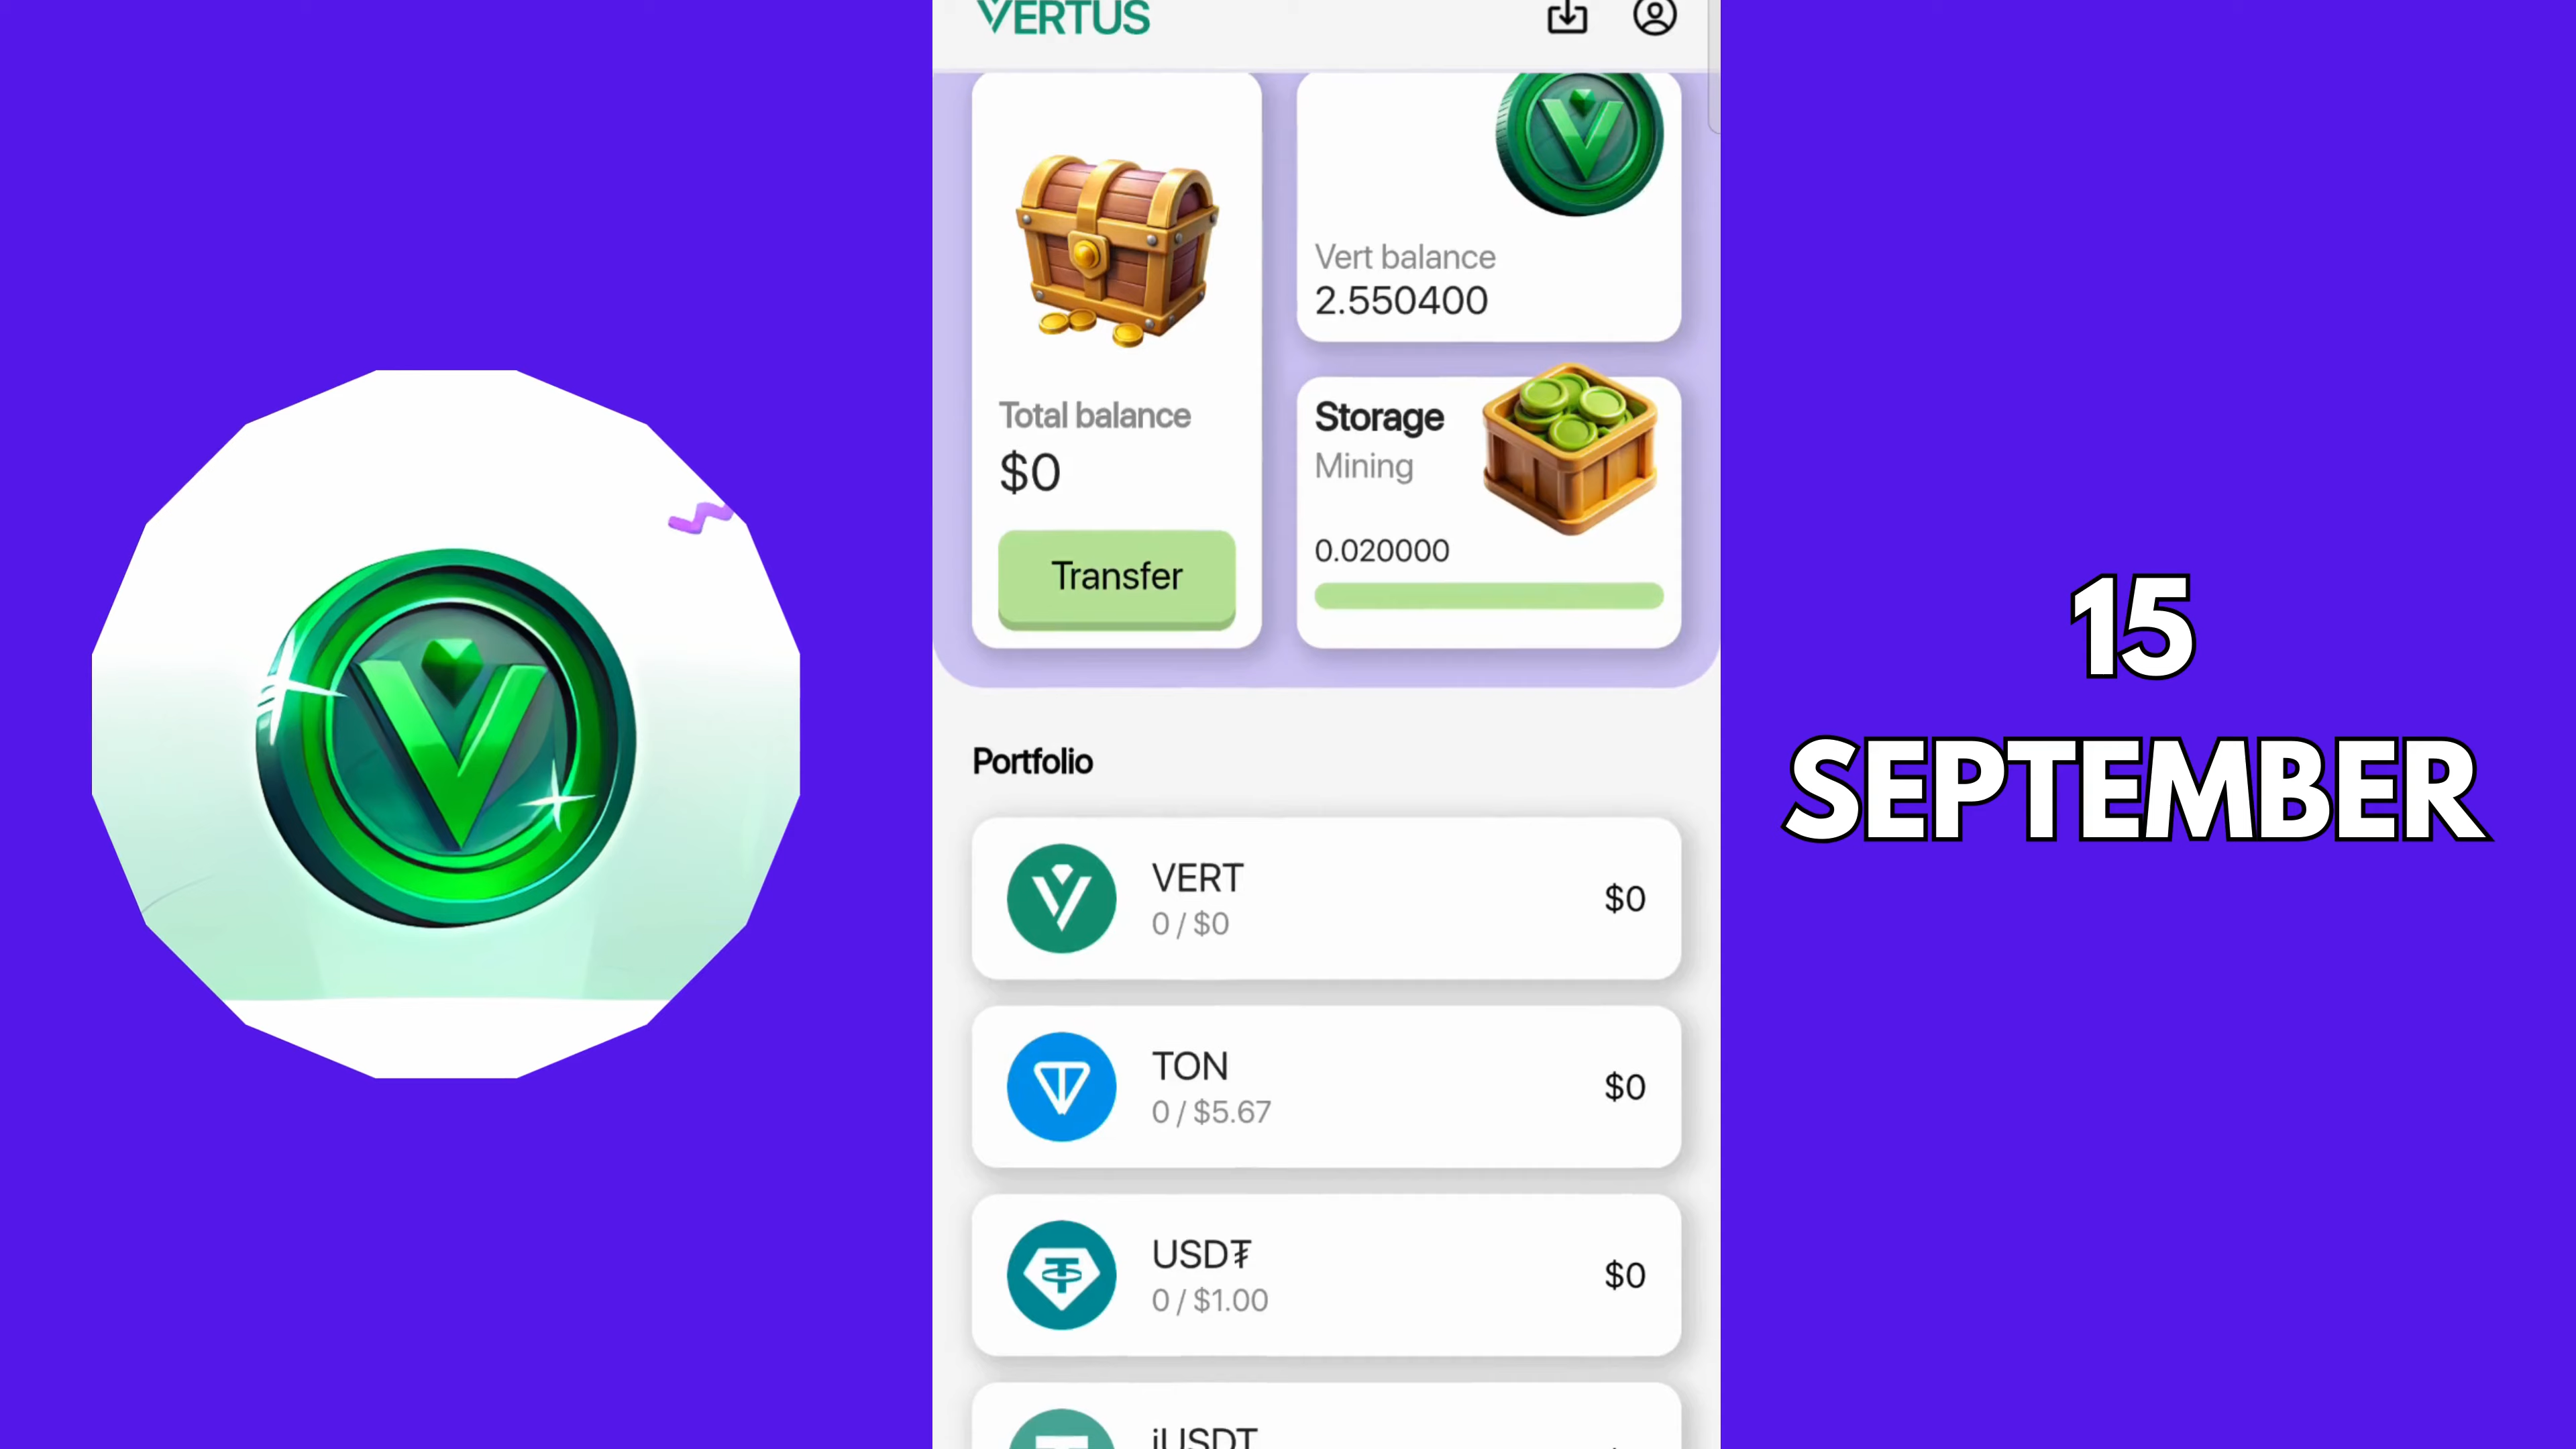 VERTUS
Vert balance
2.550400
Total balance
$0
Transfer
Storage
Mining
0.020000
Portfolio
VERT
0 / $0
$0
TON
0 / $5.67
$0
USD₮
0 / $1.00
$0
jUSDT
15
SEPTEMBER